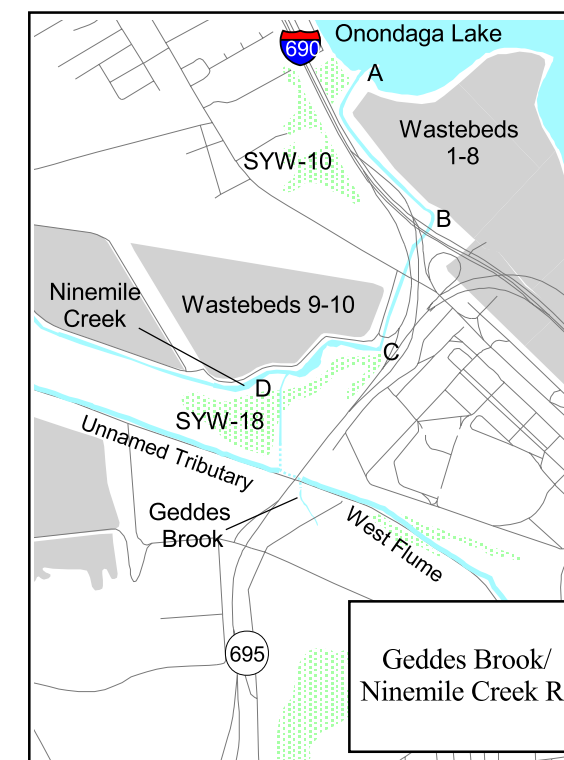 Onondaga Lake
690
A
Wastebeds
1-8
SYW-10
B
Ninemile
Creek
Wastebeds 9-10
C
D
SYW-18
Unnamed Tributary
Geddes
Brook
West Flume
695
Geddes Brook/
Ninemile Creek R